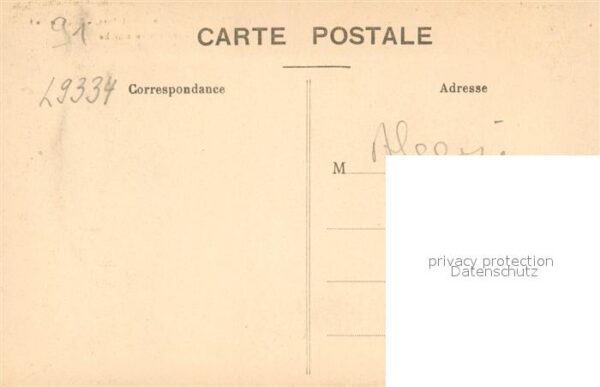 91
CARTE POSTALE
L9334
Correspondance
Adresse
M
privacy protection
Datenschutz